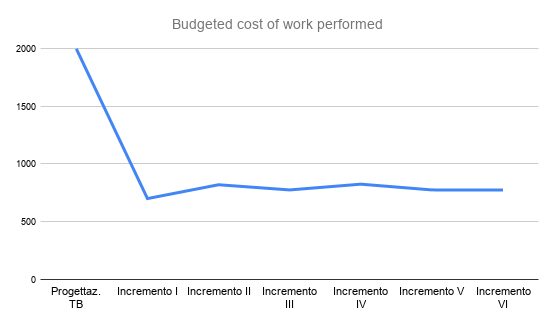 Budgeted cost of work performed
2000
1500
1000
500
0
Progettaz. TB
Incremento I
Incremento II
Incremento III
Incremento IV
Incremento V
Incremento VI